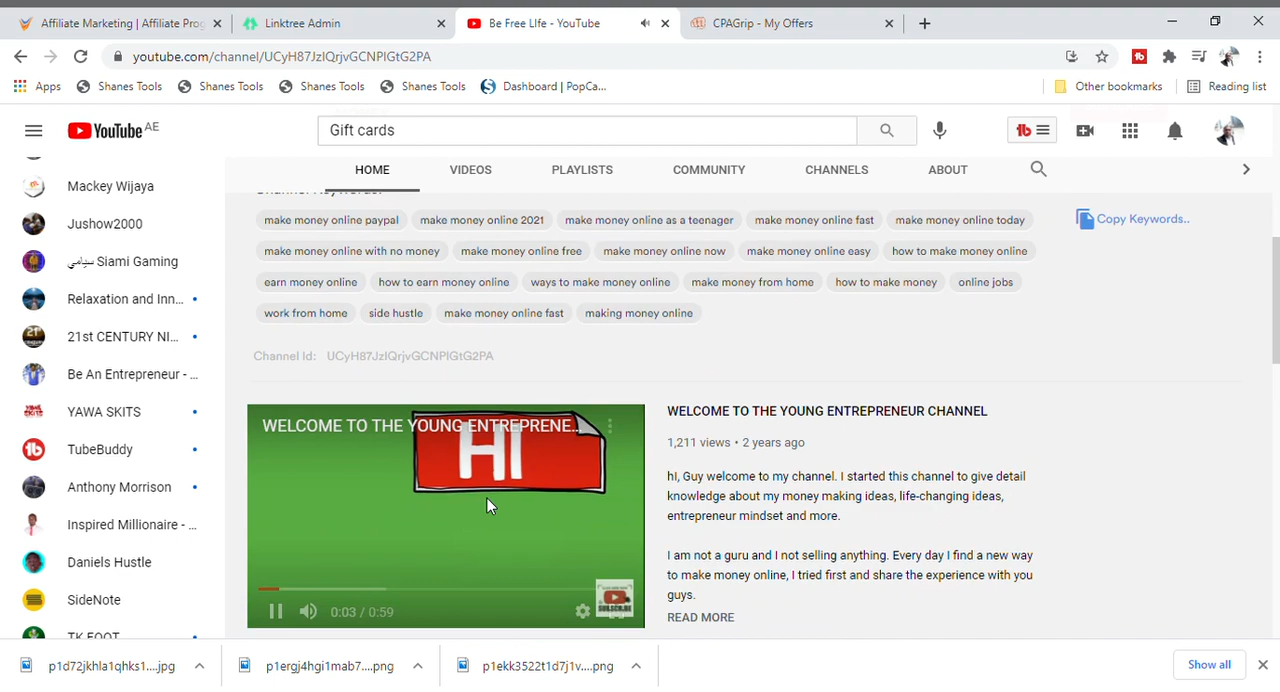 Affiliate Marketing | Affiliate Prog
Linktree Admin
Be Free LIfe - YouTube
CPAGrip - My Offers
youtube.com/channel/UCyH87JzIQrjvGCNPIGtG2PA
Apps
Shanes Tools
Shanes Tools
Shanes Tools
Shanes Tools
Dashboard | PopCa...
Other bookmarks
Reading list
YouTube AE
Gift cards
HOME
VIDEOS
PLAYLISTS
COMMUNITY
CHANNELS
ABOUT
Mackey Wijaya
Jushow2000
سيامي Siami Gaming
Relaxation and Inn...
21st CENTURY NI...
Be An Entrepreneur - ...
YAWA SKITS
TubeBuddy
Anthony Morrison
Inspired Millionaire - ...
Daniels Hustle
SideNote
TK FOOT
make money online paypal
make money online 2021
make money online as a teenager
make money online fast
make money online today
make money online with no money
make money online free
make money online now
make money online easy
how to make money online
earn money online
how to earn money online
ways to make money online
make money from home
how to make money
online jobs
work from home
side hustle
make money online fast
making money online
Copy Keywords..
Channel Id: UCyH87JzIQrjvGCNPIGtG2PA
WELCOME TO THE YOUNG ENTREPRENE...
HI
0:03 / 0:59
WELCOME TO THE YOUNG ENTREPRENEUR CHANNEL
1,211 views • 2 years ago
hI, Guy welcome to my channel. I started this channel to give detail
knowledge about my money making ideas, life-changing ideas,
entrepreneur mindset and more.
I am not a guru and I not selling anything. Every day I find a new way
to make money online, I tried first and share the experience with you
guys.
READ MORE
p1d72jkhla1qhks1....jpg
p1ergj4hgi1mab7....png
p1ekk3522t1d7j1v....png
Show all